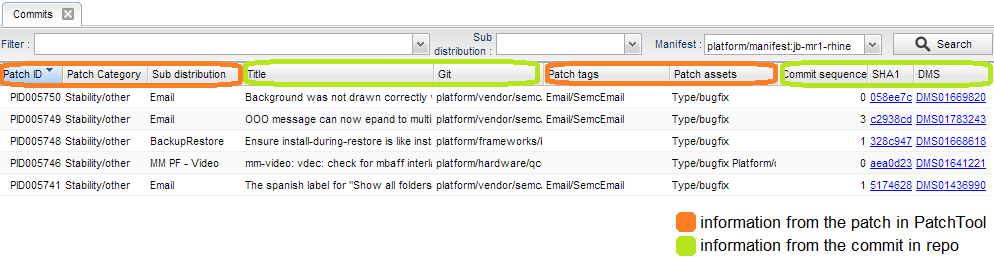 Commits
Filter : Sub distribution : Manifest : platform/manifest:jb-mr1-rhine Search
Patch ID Patch Category Sub distribution Title Git Patch tags Patch assets Commit sequence SHA1 DMS
PID005750 Stability/other Email Background was not drawn correctly platform/vendor/semc Email/SemcEmail Type/bugfix 0 058ee7c DMS01669820
PID005749 Stability/other Email OOO message can now epand to multi platform/vendor/semc Email/SemcEmail Type/bugfix 3 c2938cd DMS01783243
PID005748 Stability/other BackupRestore Ensure install-during-restore is like inst platform/frameworks/ Type/bugfix 1 328c947 DMS01668618
PID005746 Stability/other MM PF - Video mm-video: vdec: check for mbaff interla platform/hardware/qc Type/bugfix Platform/ 0 aea0d23 DMS01641221
PID005741 Stability/other Email The spanish label for "Show all folders platform/vendor/semc Email/SemcEmail Type/bugfix 1 5174628 DMS01436990
information from the patch in PatchTool
information from the commit in repo